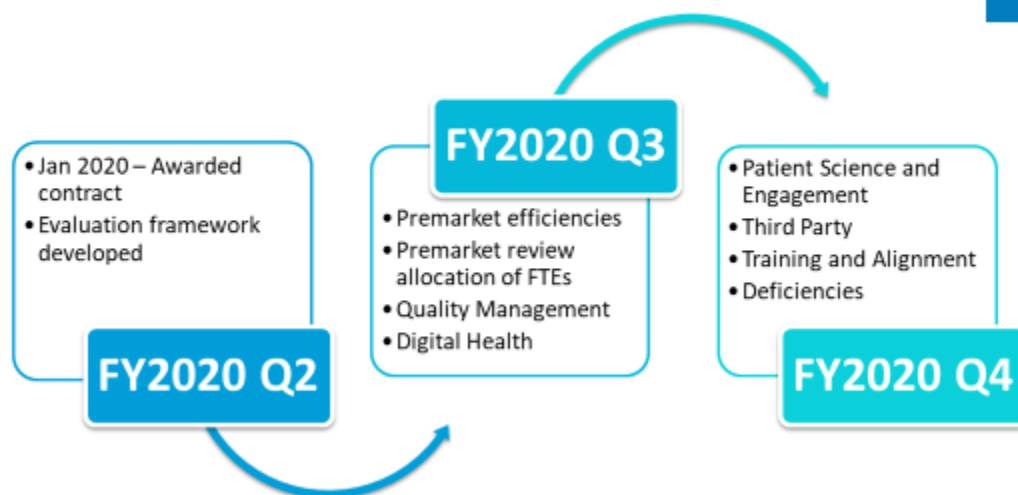 • Jan 2020 – Awarded
contract
• Evaluation framework
developed
FY2020 Q2
FY2020 Q3
• Premarket efficiencies
• Premarket review
allocation of FTEs
• Quality Management
• Digital Health
• Patient Science and
Engagement
• Third Party
• Training and Alignment
• Deficiencies
FY2020 Q4